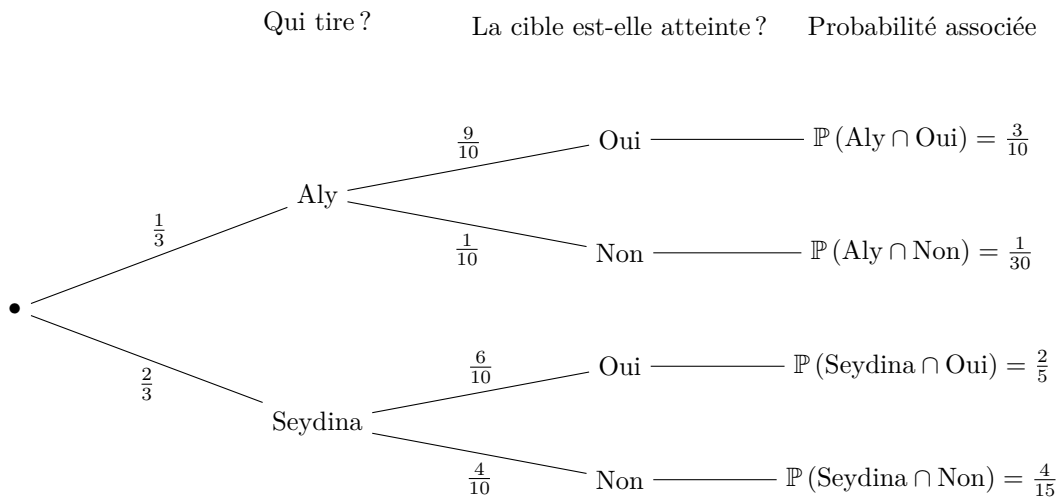 Qui tire ? La cible est-elle atteinte ? Probabilité associée
9/10 Oui ℙ (Aly ∩ Oui) = 3/10
Aly
1/3
1/10 Non ℙ (Aly ∩ Non) = 1/30
2/3
6/10 Oui ℙ (Seydina ∩ Oui) = 2/5
Seydina
4/10 Non ℙ (Seydina ∩ Non) = 4/15